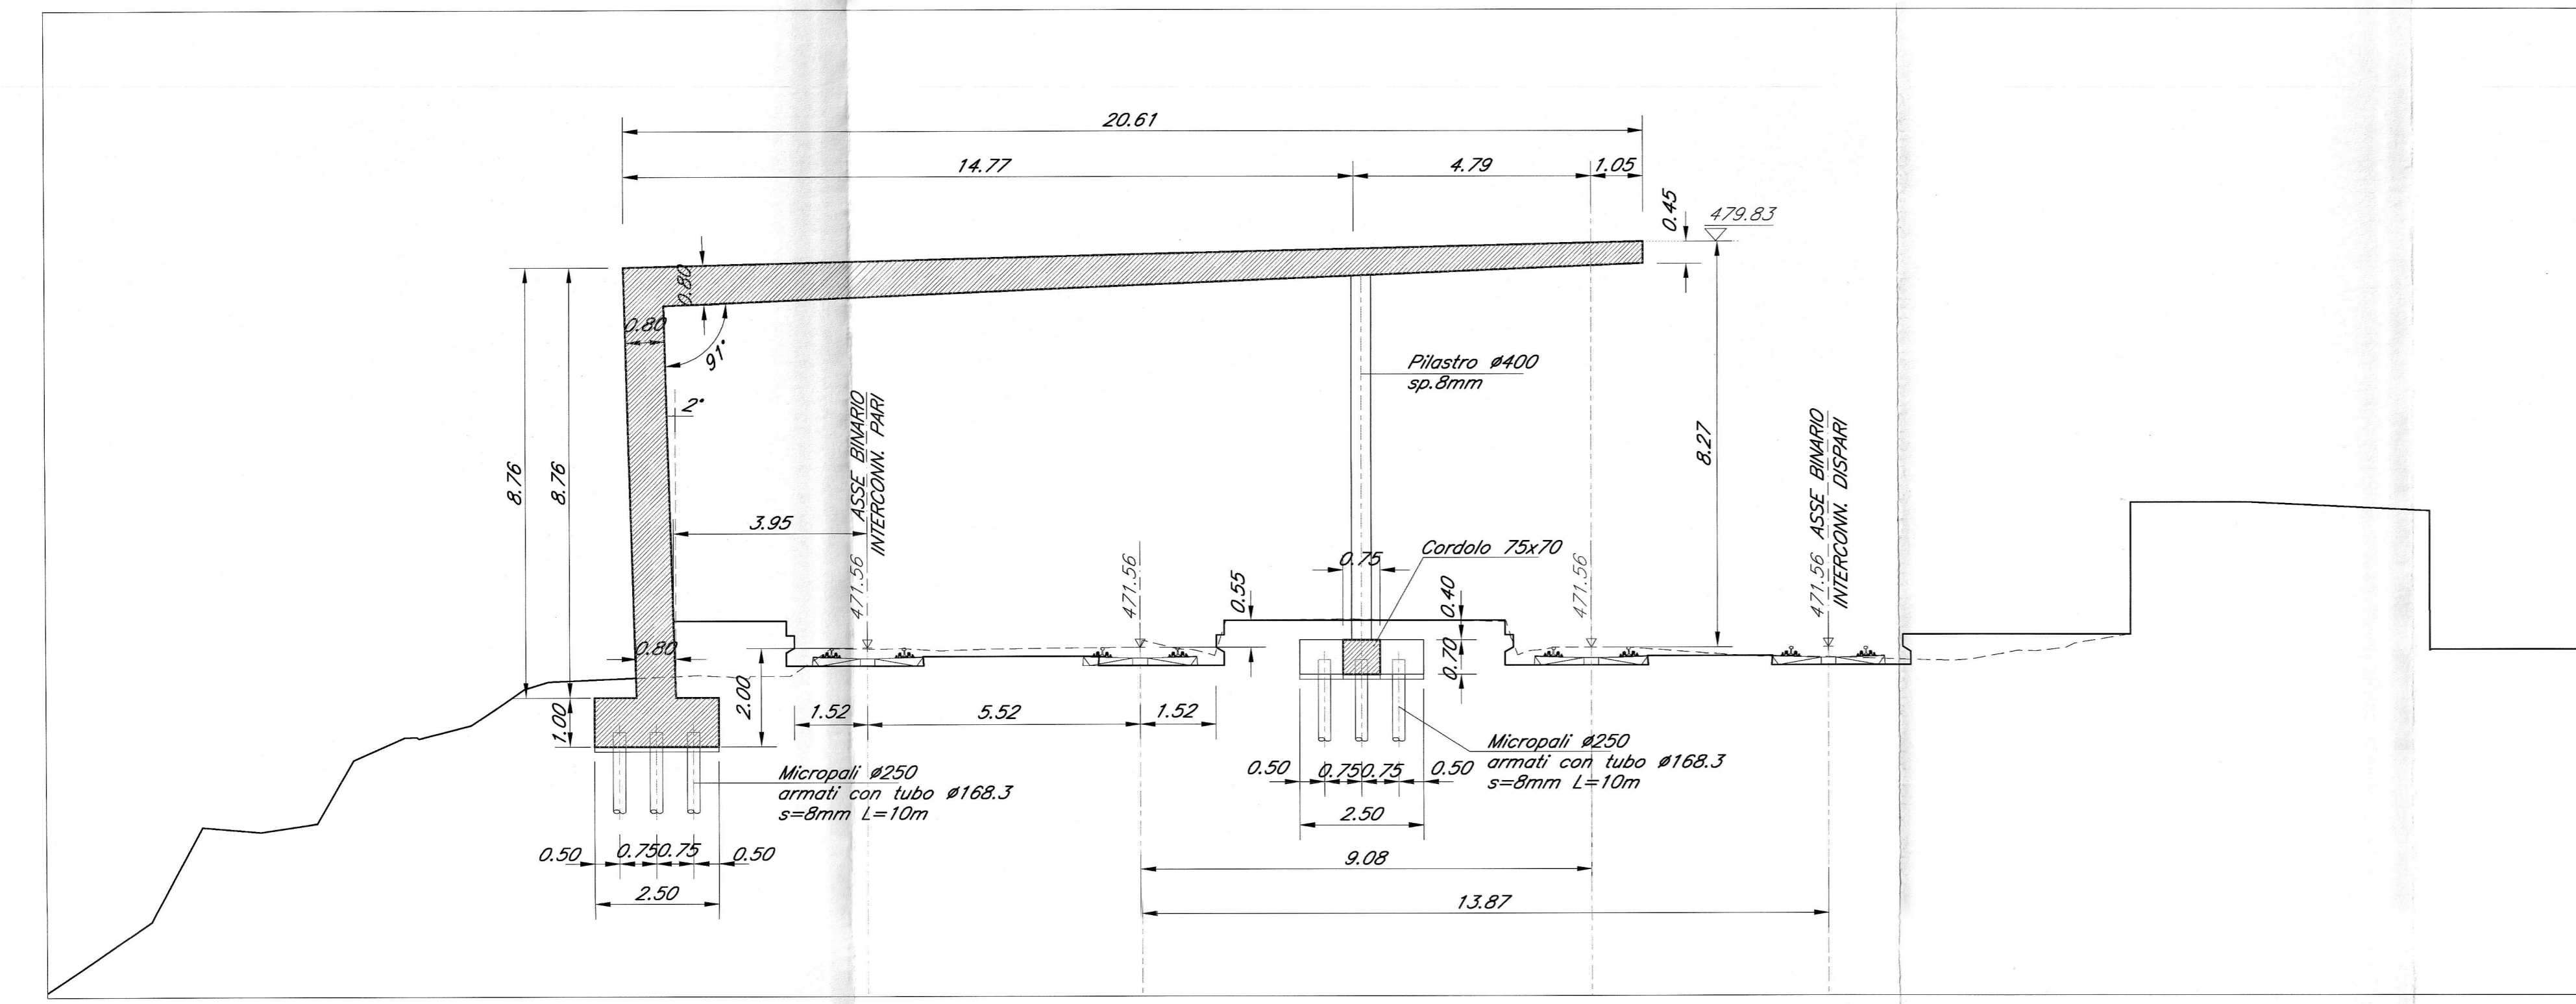 20.61
14.77
4.79
1.05
0.45
479.83
0.80
0.80
91°
2°
Pilastro ø400
sp.8mm
8.76
8.76
8.27
3.95
471.56 ASSE BINARIO
INTERCONN. PARI
471.56
471.56
471.56 ASSE BINARIO
INTERCONN. DISPARI
Cordolo 75x70
0.75
0.55
0.40
0.70
0.80
1.00
2.00
1.52
5.52
1.52
Micropali ø250
armati con tubo ø168.3
s=8mm L=10m
Micropali ø250
armati con tubo ø168.3
s=8mm L=10m
0.50
0.75
0.75
0.50
2.50
0.50
0.75
0.75
0.50
2.50
9.08
13.87